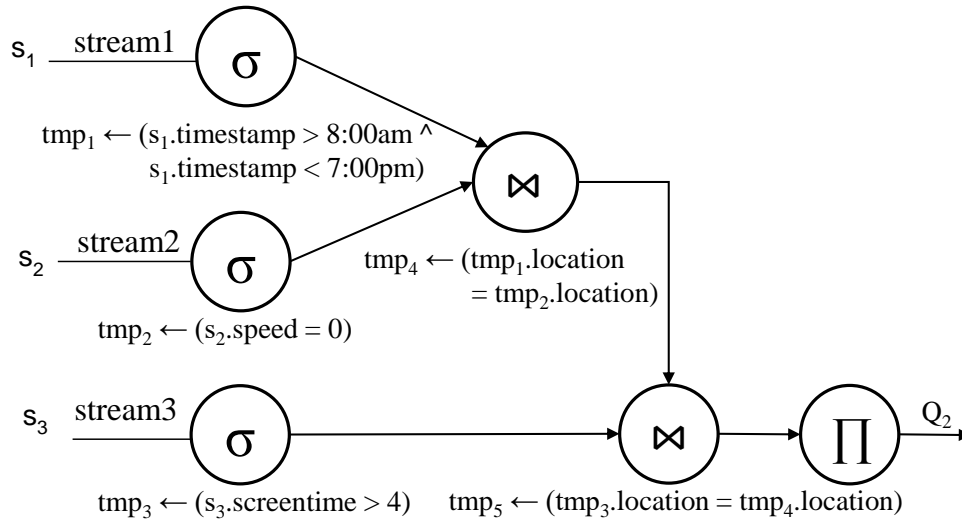 s₁ stream1
σ
tmp₁ ← (s₁.timestamp > 8:00am ^
s₁.timestamp < 7:00pm)
⋈
s₂ stream2
σ
tmp₄ ← (tmp₁.location
= tmp₂.location)
tmp₂ ← (s₂.speed = 0)
s₃ stream3
σ
⋈
∏
Q₂
tmp₃ ← (s₃.screentime > 4)
tmp₅ ← (tmp₃.location = tmp₄.location)